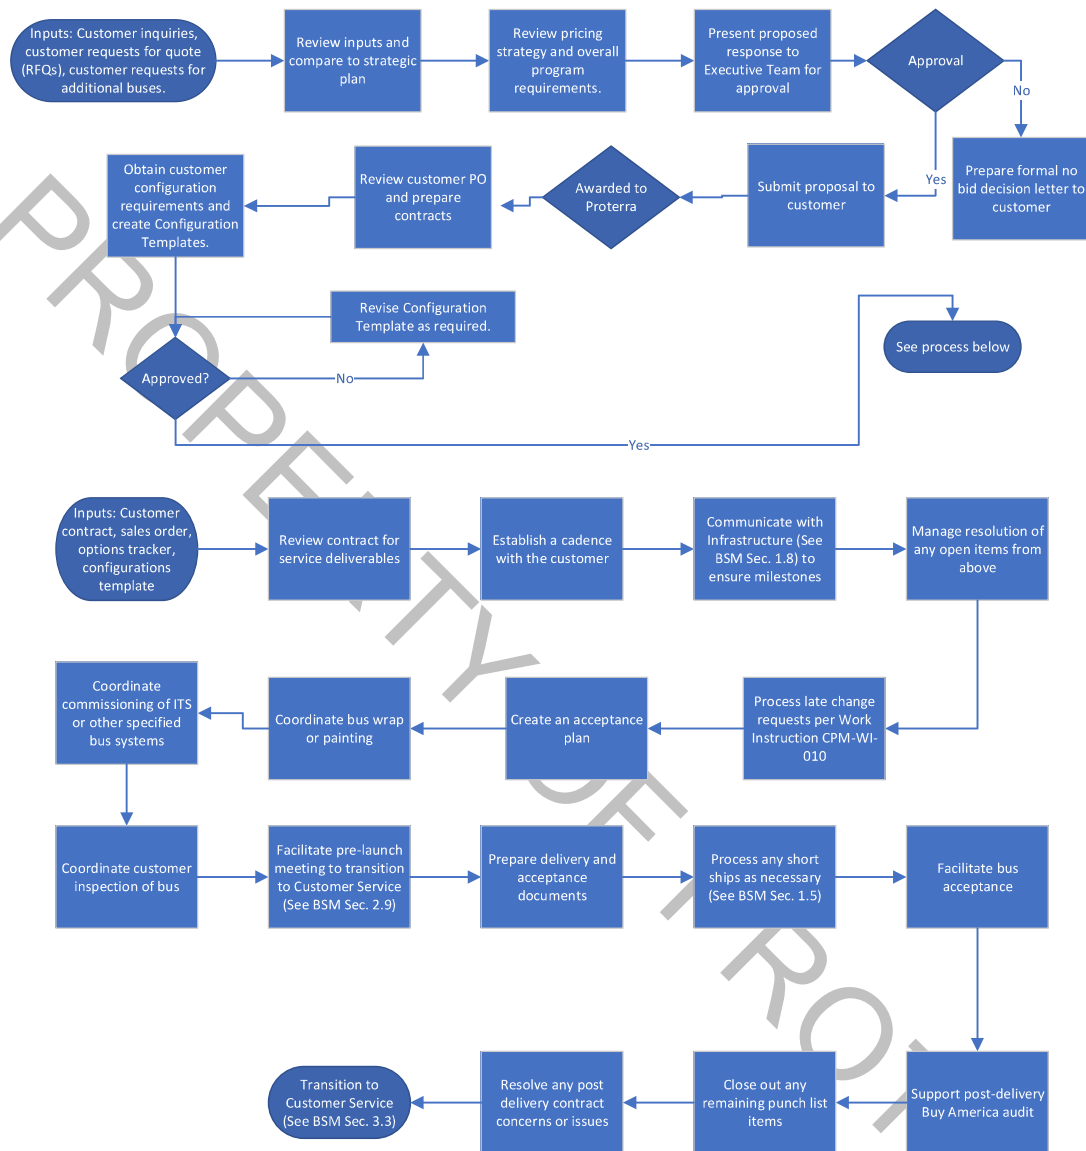 Inputs: Customer inquiries,
customer requests for quote
(RFQs), customer requests for
additional buses.
Review inputs and
compare to strategic
plan
Review pricing
strategy and overall
program
requirements.
Present proposed
response to
Executive Team for
approval
Approval
No
Yes
Prepare formal no
bid decision letter to
customer
Submit proposal to
customer
Awarded to
Proterra
Review customer PO
and prepare
contracts
Obtain customer
configuration
requirements and
create Configuration
Templates.
Revise Configuration
Template as required.
Approved?
No
Yes
See process below
Inputs: Customer
contract, sales order,
options tracker,
configurations
template
Review contract for
service deliverables
Establish a cadence
with the customer
Communicate with
Infrastructure (See
BSM Sec. 1.8) to
ensure milestones
Manage resolution of
any open items from
above
Process late change
requests per Work
Instruction CPM-WI-
010
Create an acceptance
plan
Coordinate bus wrap
or painting
Coordinate
commissioning of ITS
or other specified
bus systems
Coordinate customer
inspection of bus
Facilitate pre-launch
meeting to transition
to Customer Service
(See BSM Sec. 2.9)
Prepare delivery and
acceptance
documents
Process any short
ships as necessary
(See BSM Sec. 1.5)
Facilitate bus
acceptance
Support post-delivery
Buy America audit
Close out any
remaining punch list
items
Resolve any post
delivery contract
concerns or issues
Transition to
Customer Service
(See BSM Sec. 3.3)
PROPERTY OF